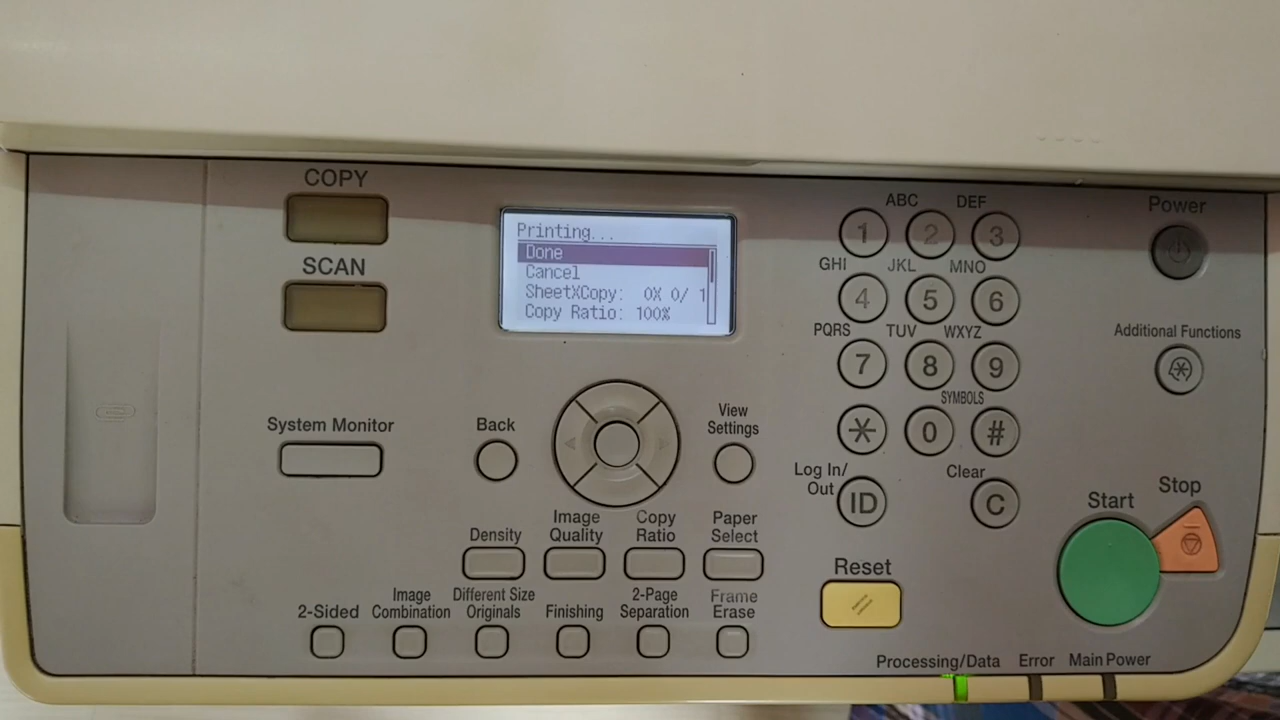 COPY
SCAN
Printing...
Done
Cancel
SheetXCopy: 0X 0/ 1
Copy Ratio: 100%
ABC
DEF
1
2
3
GHI
JKL
MNO
4
5
6
PQRS
TUV
WXYZ
7
8
9
SYMBOLS
*
0
#
Log In/
Out
ID
Clear
C
Power
Additional Functions
System Monitor
Back
View
Settings
Density
Image
Quality
Copy
Ratio
Paper
Select
2-Sided
Image
Combination
Different Size
Originals
Finishing
2-Page
Separation
Frame
Erase
Reset
Start
Stop
Processing/Data
Error
Main Power